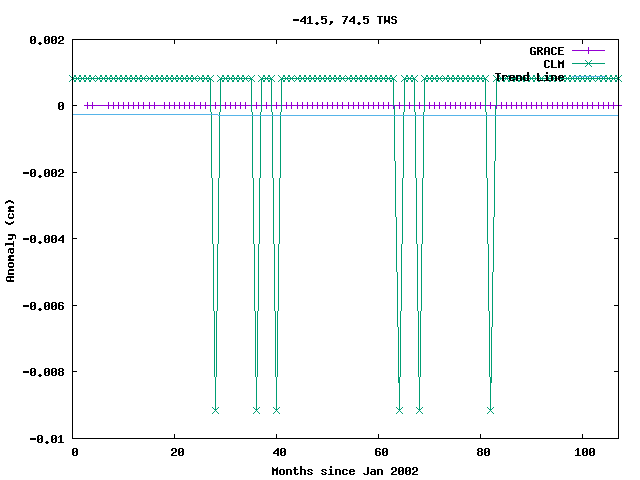 -41.5, 74.5 TWS
0.002
0
-0.002
-0.004
-0.006
-0.008
-0.01
Anomaly (cm)
GRACE
CLM
Trend Line
0 20 40 60 80 100
Months since Jan 2002